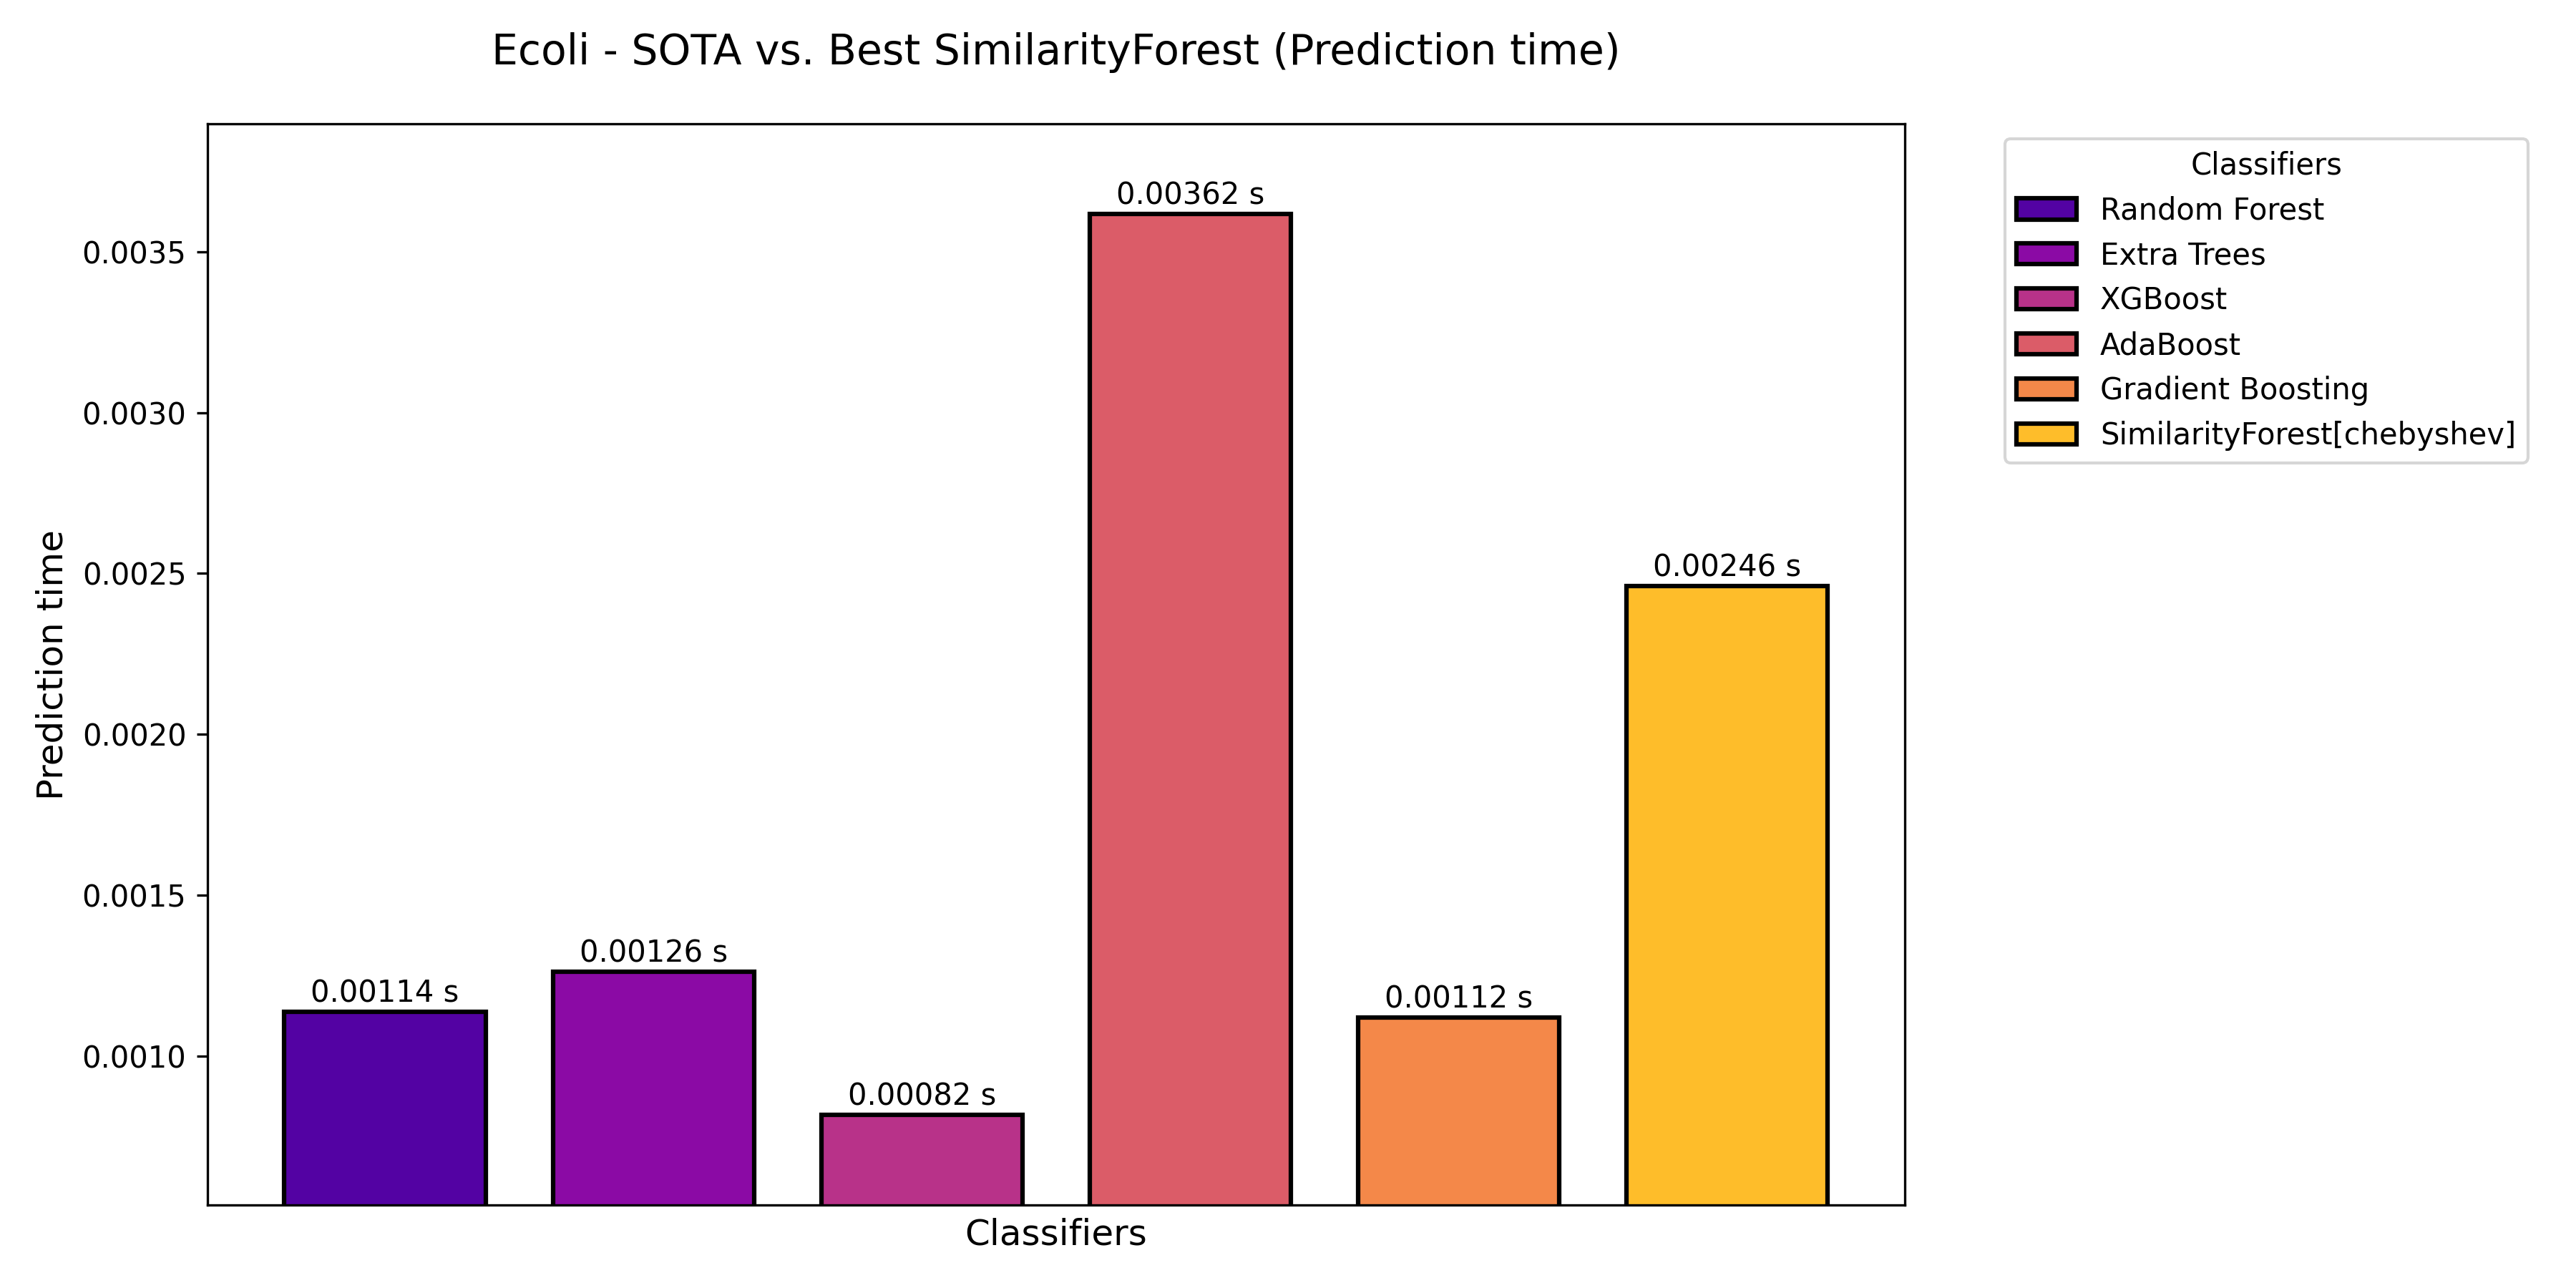 Ecoli - SOTA vs. Best SimilarityForest (Prediction time)
Prediction time
0.0035
0.0030
0.0025
0.0020
0.0015
0.0010
0.00114 s
0.00126 s
0.00082 s
0.00362 s
0.00112 s
0.00246 s
Classifiers
Classifiers
Random Forest
Extra Trees
XGBoost
AdaBoost
Gradient Boosting
SimilarityForest[chebyshev]